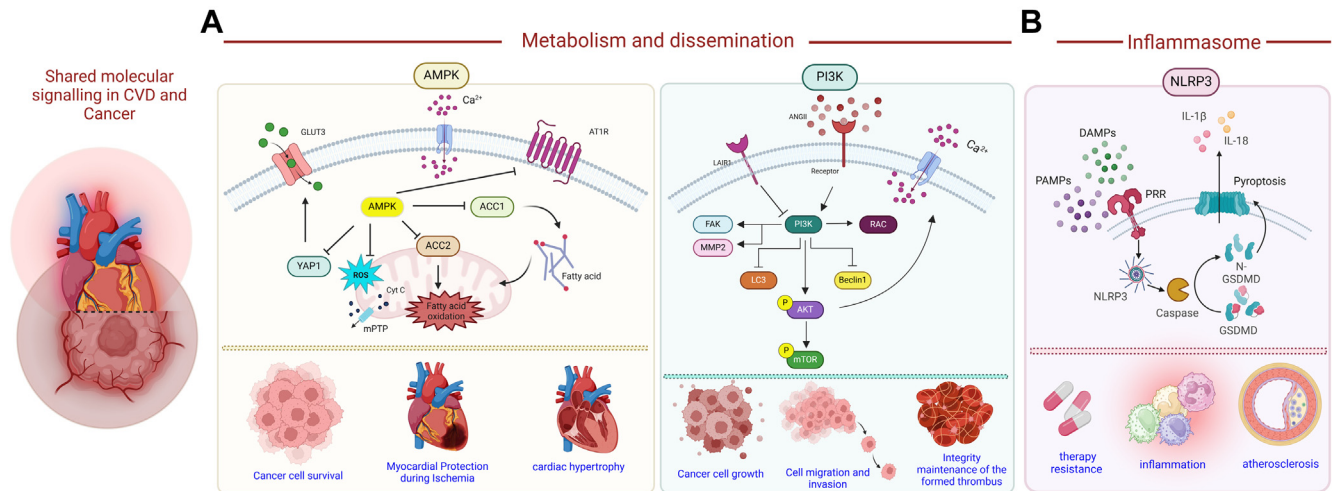 A
Metabolism and dissemination
B
Inflammasome
Shared molecular
signalling in CVD and
Cancer
AMPK
Ca²⁺
GLUT3
AT1R
AMPK
ACC1
ACC2
YAP1
ROS
Cyt C
mPTP
Fatty acid
oxidation
Fatty acid
Cancer cell survival
Myocardial Protection
during Ischemia
cardiac hypertrophy
PI3K
ANGII
LAIR1
Receptor
Ca²⁺
FAK
PI3K
RAC
MMP2
LC3
Beclin1
P
AKT
P
mTOR
Cancer cell growth
Cell migration and
invasion
Integrity
maintenance of the
formed thrombus
NLRP3
IL-1β
IL-18
DAMPs
PAMPs
PRR
Pyroptosis
NLRP3
Caspase
N-
GSDMD
GSDMD
therapy
resistance
inflammation
atherosclerosis